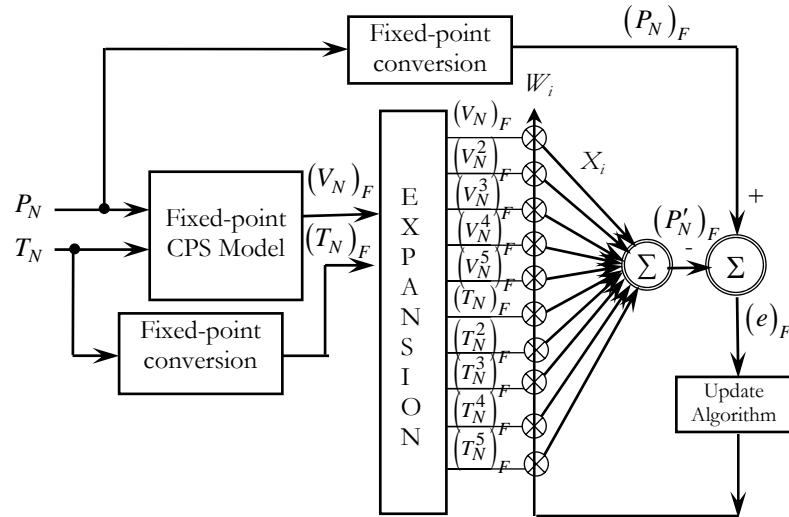 Fixed-point
conversion
(P_N)_F
W_i
(V_N)_F
(V_N^2)_F
(V_N^3)_F
(V_N^4)_F
(V_N^5)_F
(T_N)_F
(T_N^2)_F
(T_N^3)_F
(T_N^4)_F
(T_N^5)_F
X_i
P_N
T_N
Fixed-point
CPS Model
(V_N)_F
(T_N)_F
Fixed-point
conversion
E
X
P
A
N
S
I
O
N
Σ
(P'_N)_F
-
+
Σ
(e)_F
Update
Algorithm